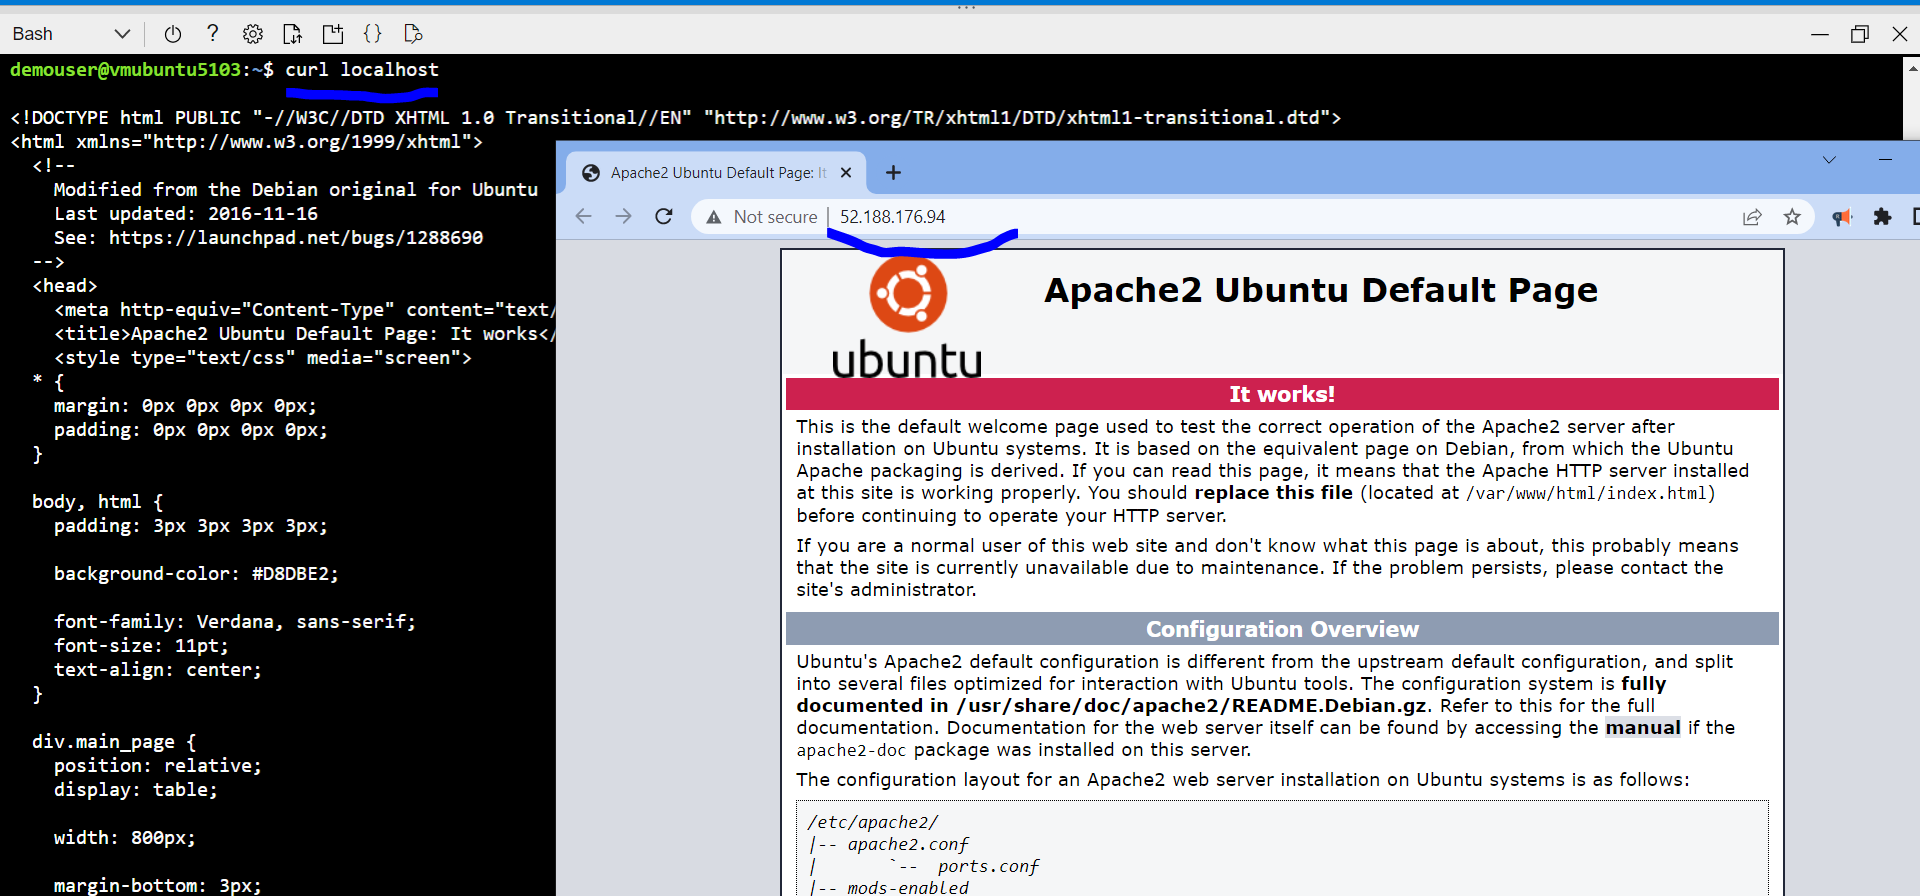 Bash
demouser@vmubuntu5103:~$ curl localhost
<!DOCTYPE html PUBLIC "-//W3C//DTD XHTML 1.0 Transitional//EN" "http://www.w3.org/TR/xhtml1/DTD/xhtml1-transitional.dtd">
<html xmlns="http://www.w3.org/1999/xhtml">
  <!--
    Modified from the Debian original for Ubuntu
    Last updated: 2016-11-16
    See: https://launchpad.net/bugs/1288690
  -->
  <head>
    <meta http-equiv="Content-Type" content="text/
    <title>Apache2 Ubuntu Default Page: It works</
    <style type="text/css" media="screen">
  * {
    margin: 0px 0px 0px 0px;
    padding: 0px 0px 0px 0px;
  }
  body, html {
    padding: 3px 3px 3px 3px;
    background-color: #D8DBE2;
    font-family: Verdana, sans-serif;
    font-size: 11pt;
    text-align: center;
  }
  div.main_page {
    position: relative;
    display: table;
    width: 800px;
    margin-bottom: 3px;
Apache2 Ubuntu Default Page: It
Not secure | 52.188.176.94
ubuntu
Apache2 Ubuntu Default Page
It works!
This is the default welcome page used to test the correct operation of the Apache2 server after
installation on Ubuntu systems. It is based on the equivalent page on Debian, from which the Ubuntu
Apache packaging is derived. If you can read this page, it means that the Apache HTTP server installed
at this site is working properly. You should replace this file (located at /var/www/html/index.html)
before continuing to operate your HTTP server.
If you are a normal user of this web site and don't know what this page is about, this probably means
that the site is currently unavailable due to maintenance. If the problem persists, please contact the
site's administrator.
Configuration Overview
Ubuntu's Apache2 default configuration is different from the upstream default configuration, and split
into several files optimized for interaction with Ubuntu tools. The configuration system is fully
documented in /usr/share/doc/apache2/README.Debian.gz. Refer to this for the full
documentation. Documentation for the web server itself can be found by accessing the manual if the
apache2-doc package was installed on this server.
The configuration layout for an Apache2 web server installation on Ubuntu systems is as follows:
/etc/apache2/
|-- apache2.conf
|       `--  ports.conf
|-- mods-enabled